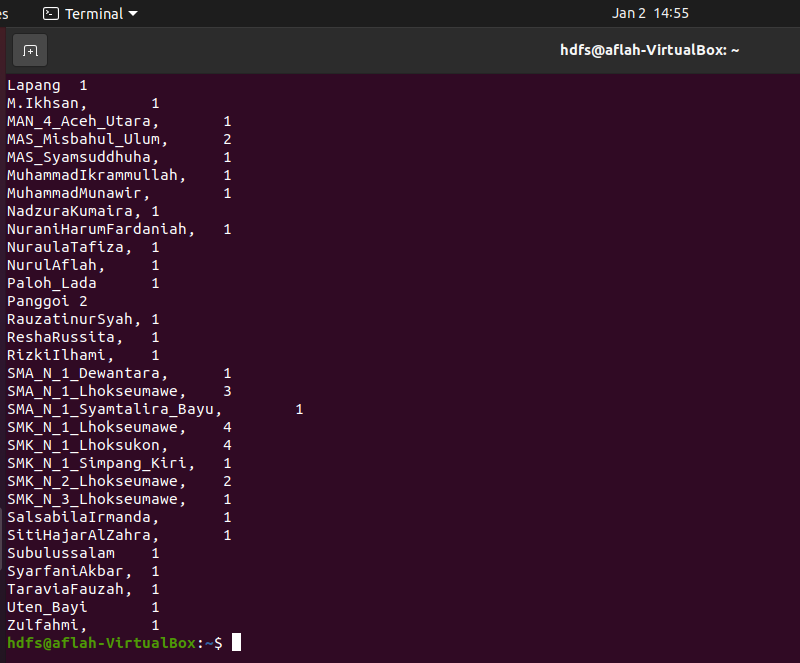 es Terminal Jan 2 14:55
hdfs@aflah-VirtualBox: ~
Lapang 1
M.Ikhsan, 1
MAN_4_Aceh_Utara, 1
MAS_Misbahul_Ulum, 2
MAS_Syamsuddhuha, 1
MuhammadIkrammullah, 1
MuhammadMunawir, 1
NadzuraKumaira, 1
NuraniHarumFardaniah, 1
NuraulaTafiza, 1
NurulAflah, 1
Paloh_Lada 1
Panggoi 2
RauzatinurSyah, 1
ReshaRussita, 1
RizkiIlhami, 1
SMA_N_1_Dewantara, 1
SMA_N_1_Lhokseumawe, 3
SMA_N_1_Syamtalira_Bayu, 1
SMK_N_1_Lhokseumawe, 4
SMK_N_1_Lhoksukon, 4
SMK_N_1_Simpang_Kiri, 1
SMK_N_2_Lhokseumawe, 2
SMK_N_3_Lhokseumawe, 1
SalsabilaIrmanda, 1
SitiHajarAlZahra, 1
Subulussalam 1
SyarfaniAkbar, 1
TaraviaFauzah, 1
Uten_Bayi 1
Zulfahmi, 1
hdfs@aflah-VirtualBox:~$